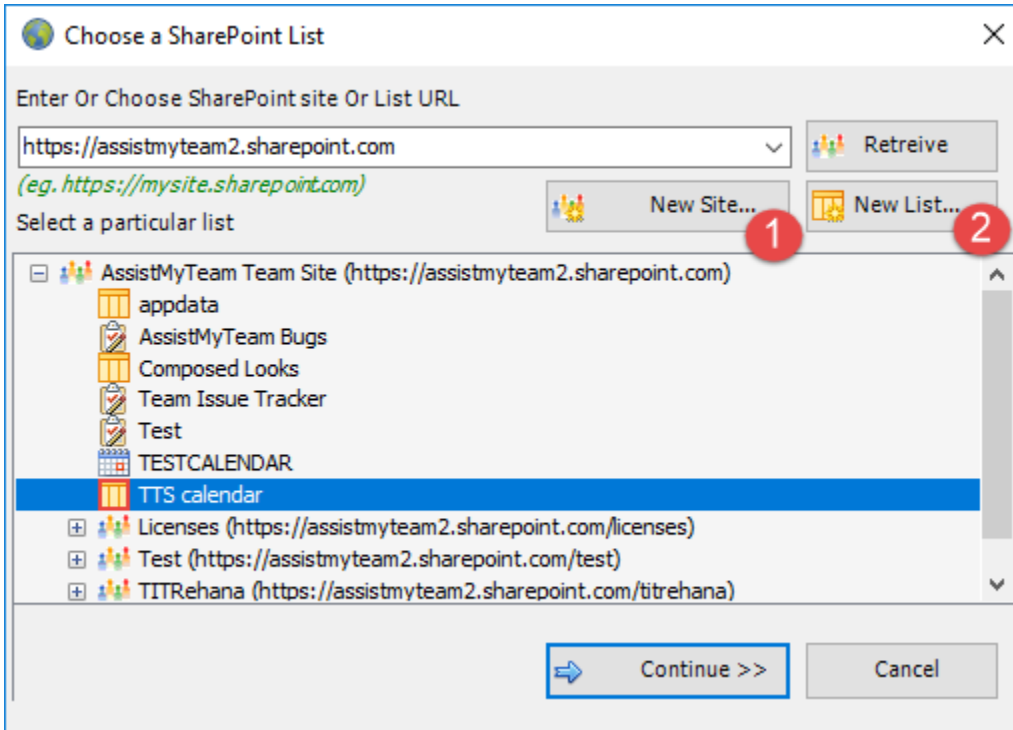 Choose a SharePoint List
Enter Or Choose SharePoint site Or List URL
https://assistmyteam2.sharepoint.com
Retreive
(eg. https://mysite.sharepoint.com)
New Site...
New List...
1
2
Select a particular list
AssistMyTeam Team Site (https://assistmyteam2.sharepoint.com)
appdata
AssistMyTeam Bugs
Composed Looks
Team Issue Tracker
Test
TESTCALENDAR
TTS calendar
Licenses (https://assistmyteam2.sharepoint.com/licenses)
Test (https://assistmyteam2.sharepoint.com/test)
TITRehana (https://assistmyteam2.sharepoint.com/titrehana)
Continue >>
Cancel